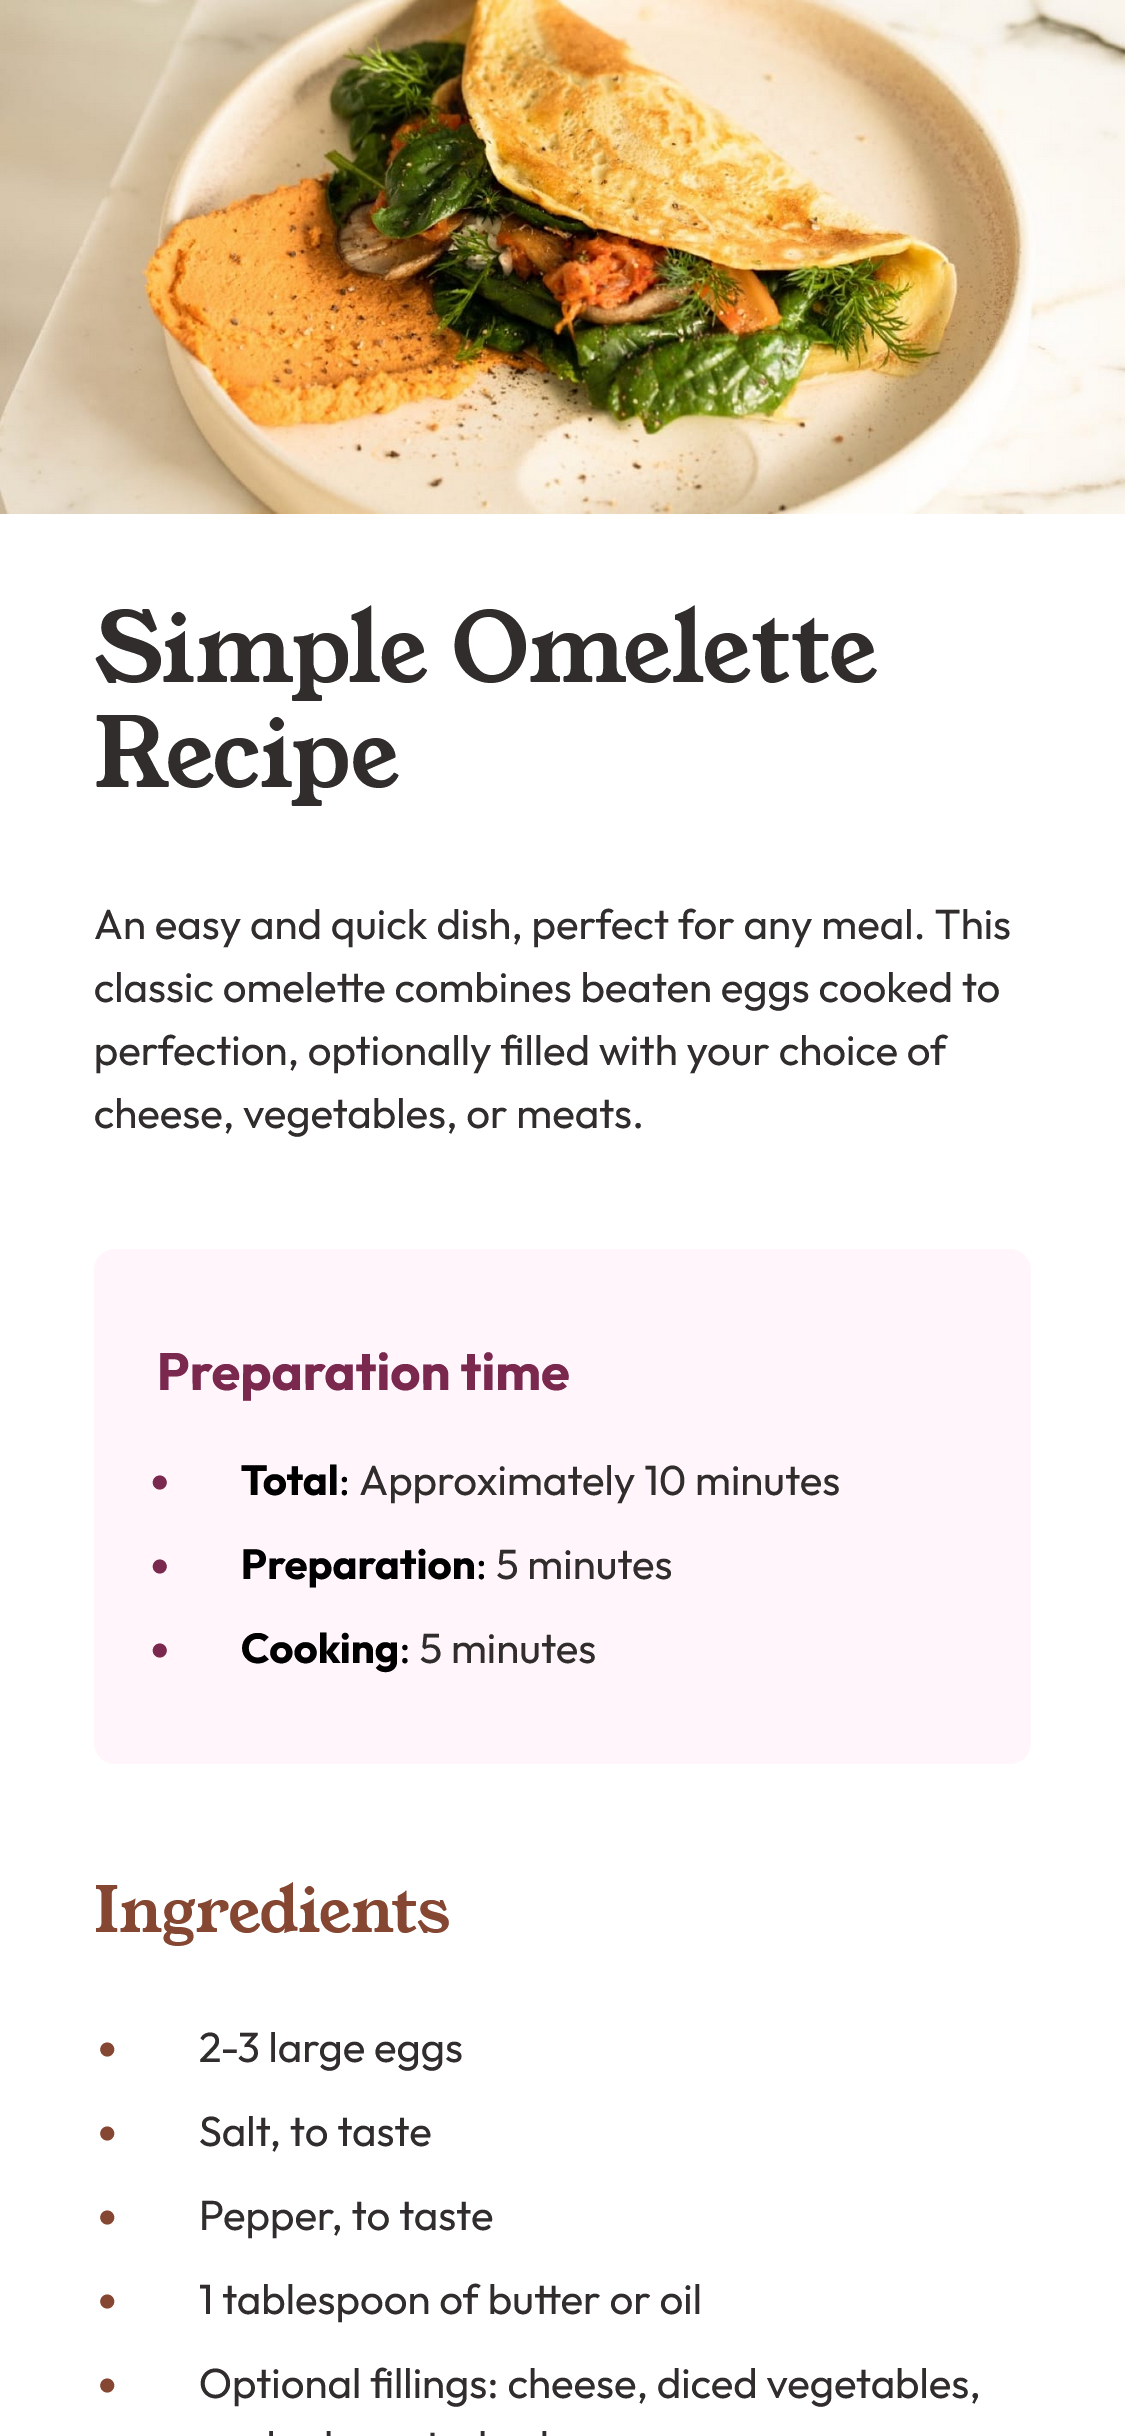 Simple Omelette
Recipe
An easy and quick dish, perfect for any meal. This
classic omelette combines beaten eggs cooked to
perfection, optionally filled with your choice of
cheese, vegetables, or meats.
Preparation time
• Total: Approximately 10 minutes
• Preparation: 5 minutes
• Cooking: 5 minutes
Ingredients
• 2-3 large eggs
• Salt, to taste
• Pepper, to taste
• 1 tablespoon of butter or oil
• Optional fillings: cheese, diced vegetables,